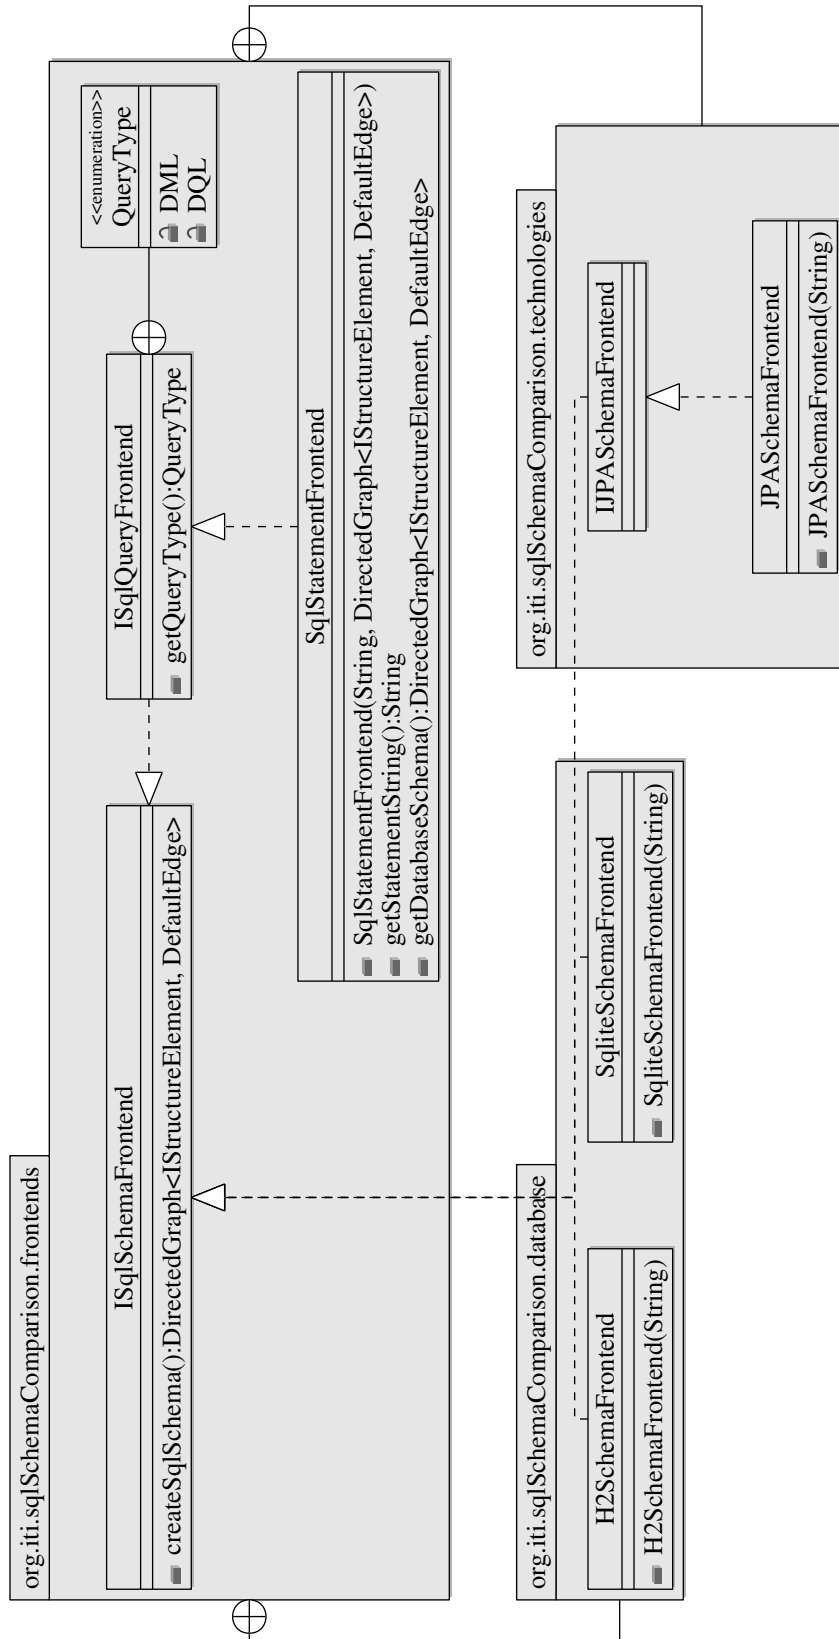 org.iti.sqlSchemaComparison.frontends
ISqlSchemaFrontend
createSqlSchema():DirectedGraph<IStructureElement, DefaultEdge>
ISqlQueryFrontend
getQueryType():QueryType
<<enumeration>>
QueryType
DML
DQL
SqlStatementFrontend
SqlStatementFrontend(String, DirectedGraph<IStructureElement, DefaultEdge>)
getStatementString():String
getDatabaseSchema():DirectedGraph<IStructureElement, DefaultEdge>
org.iti.sqlSchemaComparison.database
H2SchemaFrontend
H2SchemaFrontend(String)
SqliteSchemaFrontend
SqliteSchemaFrontend(String)
org.iti.sqlSchemaComparison.technologies
IJPASchemaFrontend
JPASchemaFrontend
JPASchemaFrontend(String)